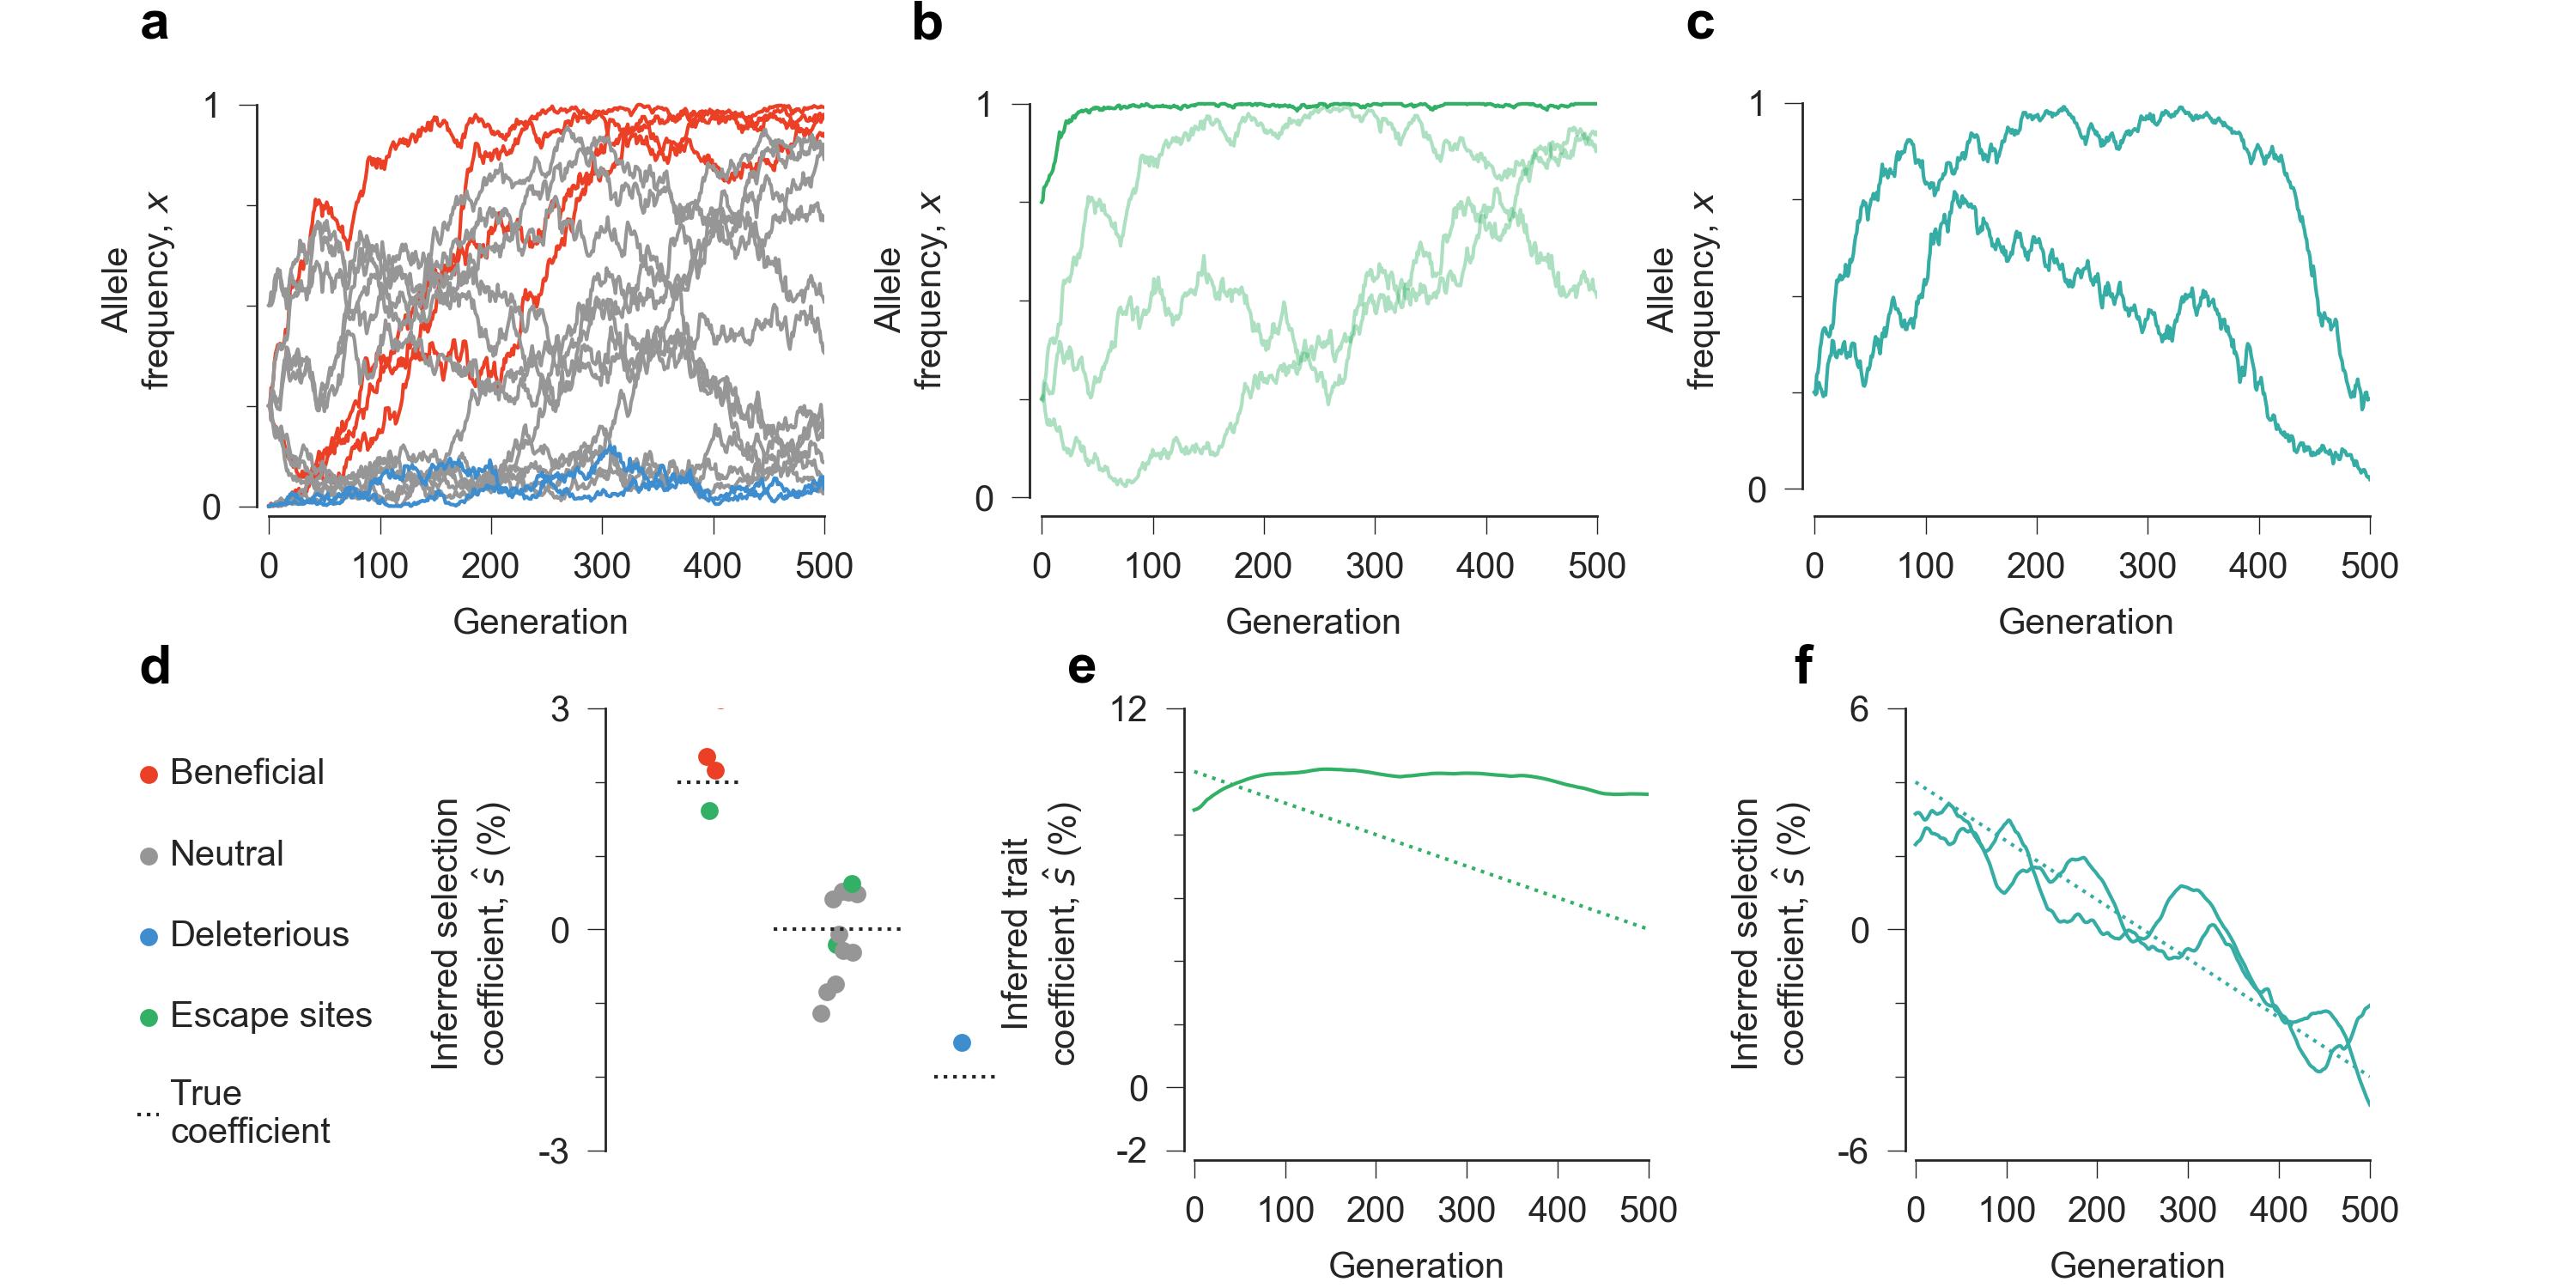 a
b
c
1
0
Allele
frequency, x
0 100 200 300 400 500
Generation
1
0
Allele
frequency, x
0 100 200 300 400 500
Generation
1
0
Allele
frequency, x
0 100 200 300 400 500
Generation
d
Beneficial
Neutral
Deleterious
Escape sites
True
coefficient
3
0
-3
Inferred selection
coefficient, ŝ (%)
e
12
0
-2
Inferred trait
coefficient, ŝ (%)
0 100 200 300 400 500
Generation
f
6
0
-6
Inferred selection
coefficient, ŝ (%)
0 100 200 300 400 500
Generation